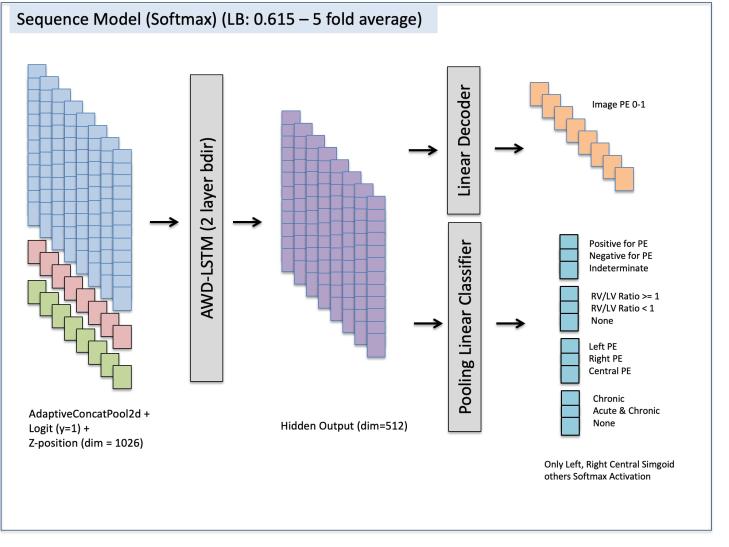 Sequence Model (Softmax) (LB: 0.615 – 5 fold average)
AWD-LSTM (2 layer bdir)
Linear Decoder
Image PE 0-1
Pooling Linear Classifier
Positive for PE
Negative for PE
Indeterminate
RV/LV Ratio >= 1
RV/LV Ratio < 1
None
Left PE
Right PE
Central PE
Chronic
Acute & Chronic
None
AdaptiveConcatPool2d +
Logit (y=1) +
Z-position (dim = 1026)
Hidden Output (dim=512)
Only Left, Right Central Simgoid
others Softmax Activation